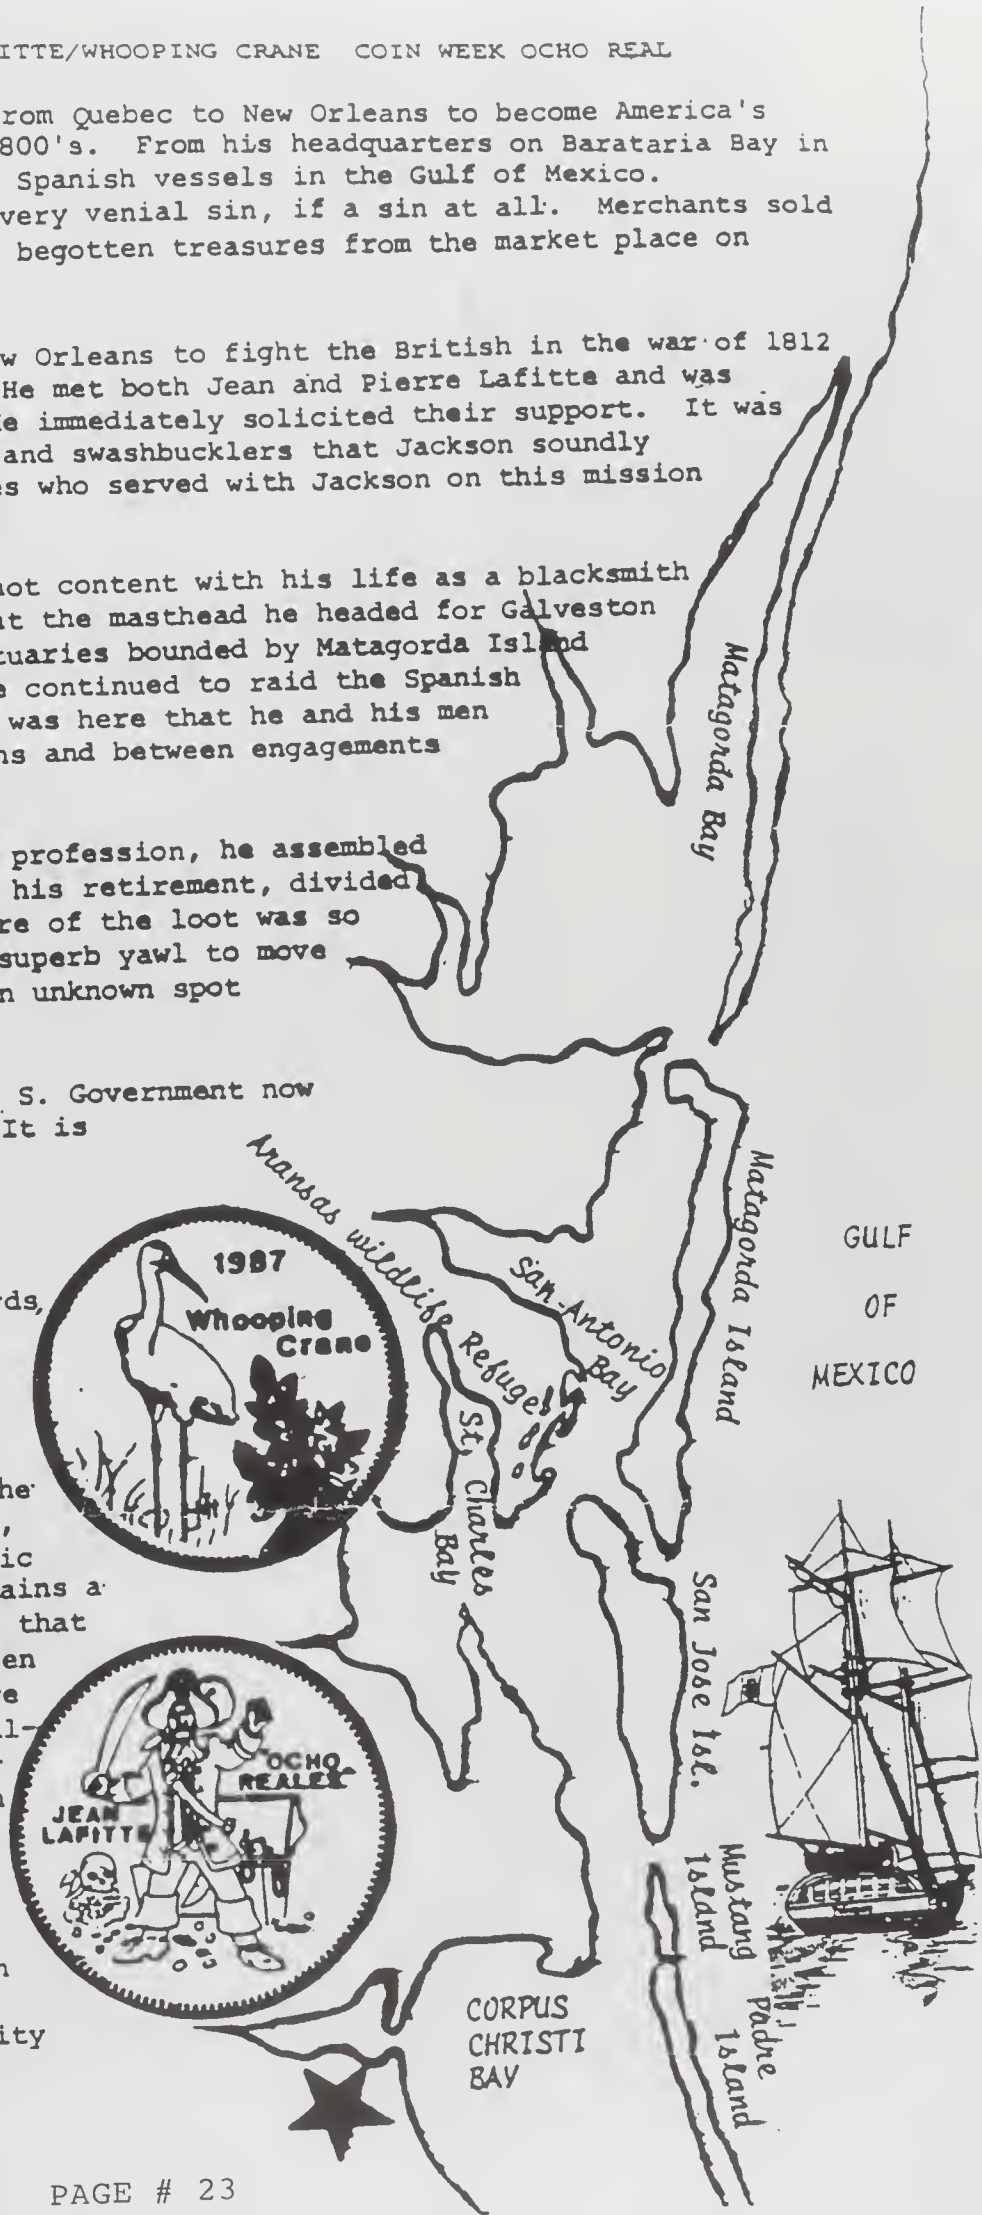 ITTE/WHOOPING CRANE COIN WEEK OCHO REAL
rom Quebec to New Orleans to become America's
800's. From his headquarters on Barataria Bay in
Spanish vessels in the Gulf of Mexico.
very venial sin, if a sin at all. Merchants sold
begotten treasures from the market place on
w Orleans to fight the British in the war of 1812
He met both Jean and Pierre Lafitte and was
e immediately solicited their support. It was
and swashbucklers that Jackson soundly
es who served with Jackson on this mission
not content with his life as a blacksmith
at the masthead he headed for Galveston
tuaries bounded by Matagorda Island
e continued to raid the Spanish
was here that he and his men
ns and between engagements
profession, he assembled
his retirement, divided
re of the loot was so
superb yawl to move
n unknown spot
. S. Government now
It is
rds,
he
,
ic
ains a
that
en
e
al-
n
n
ity
Matagorda Bay
Aransas Wildlife Refuge
San-Antonio
Bay
Matagorda Island
GULF
OF
MEXICO
1987
Whooping
Crane
St. Charles
Bay
San Jose Isl.
OCHO
REALES
JEAN
LAFITTE
Mustang
Island
Padre
Island
CORPUS
CHRISTI
BAY
PAGE # 23